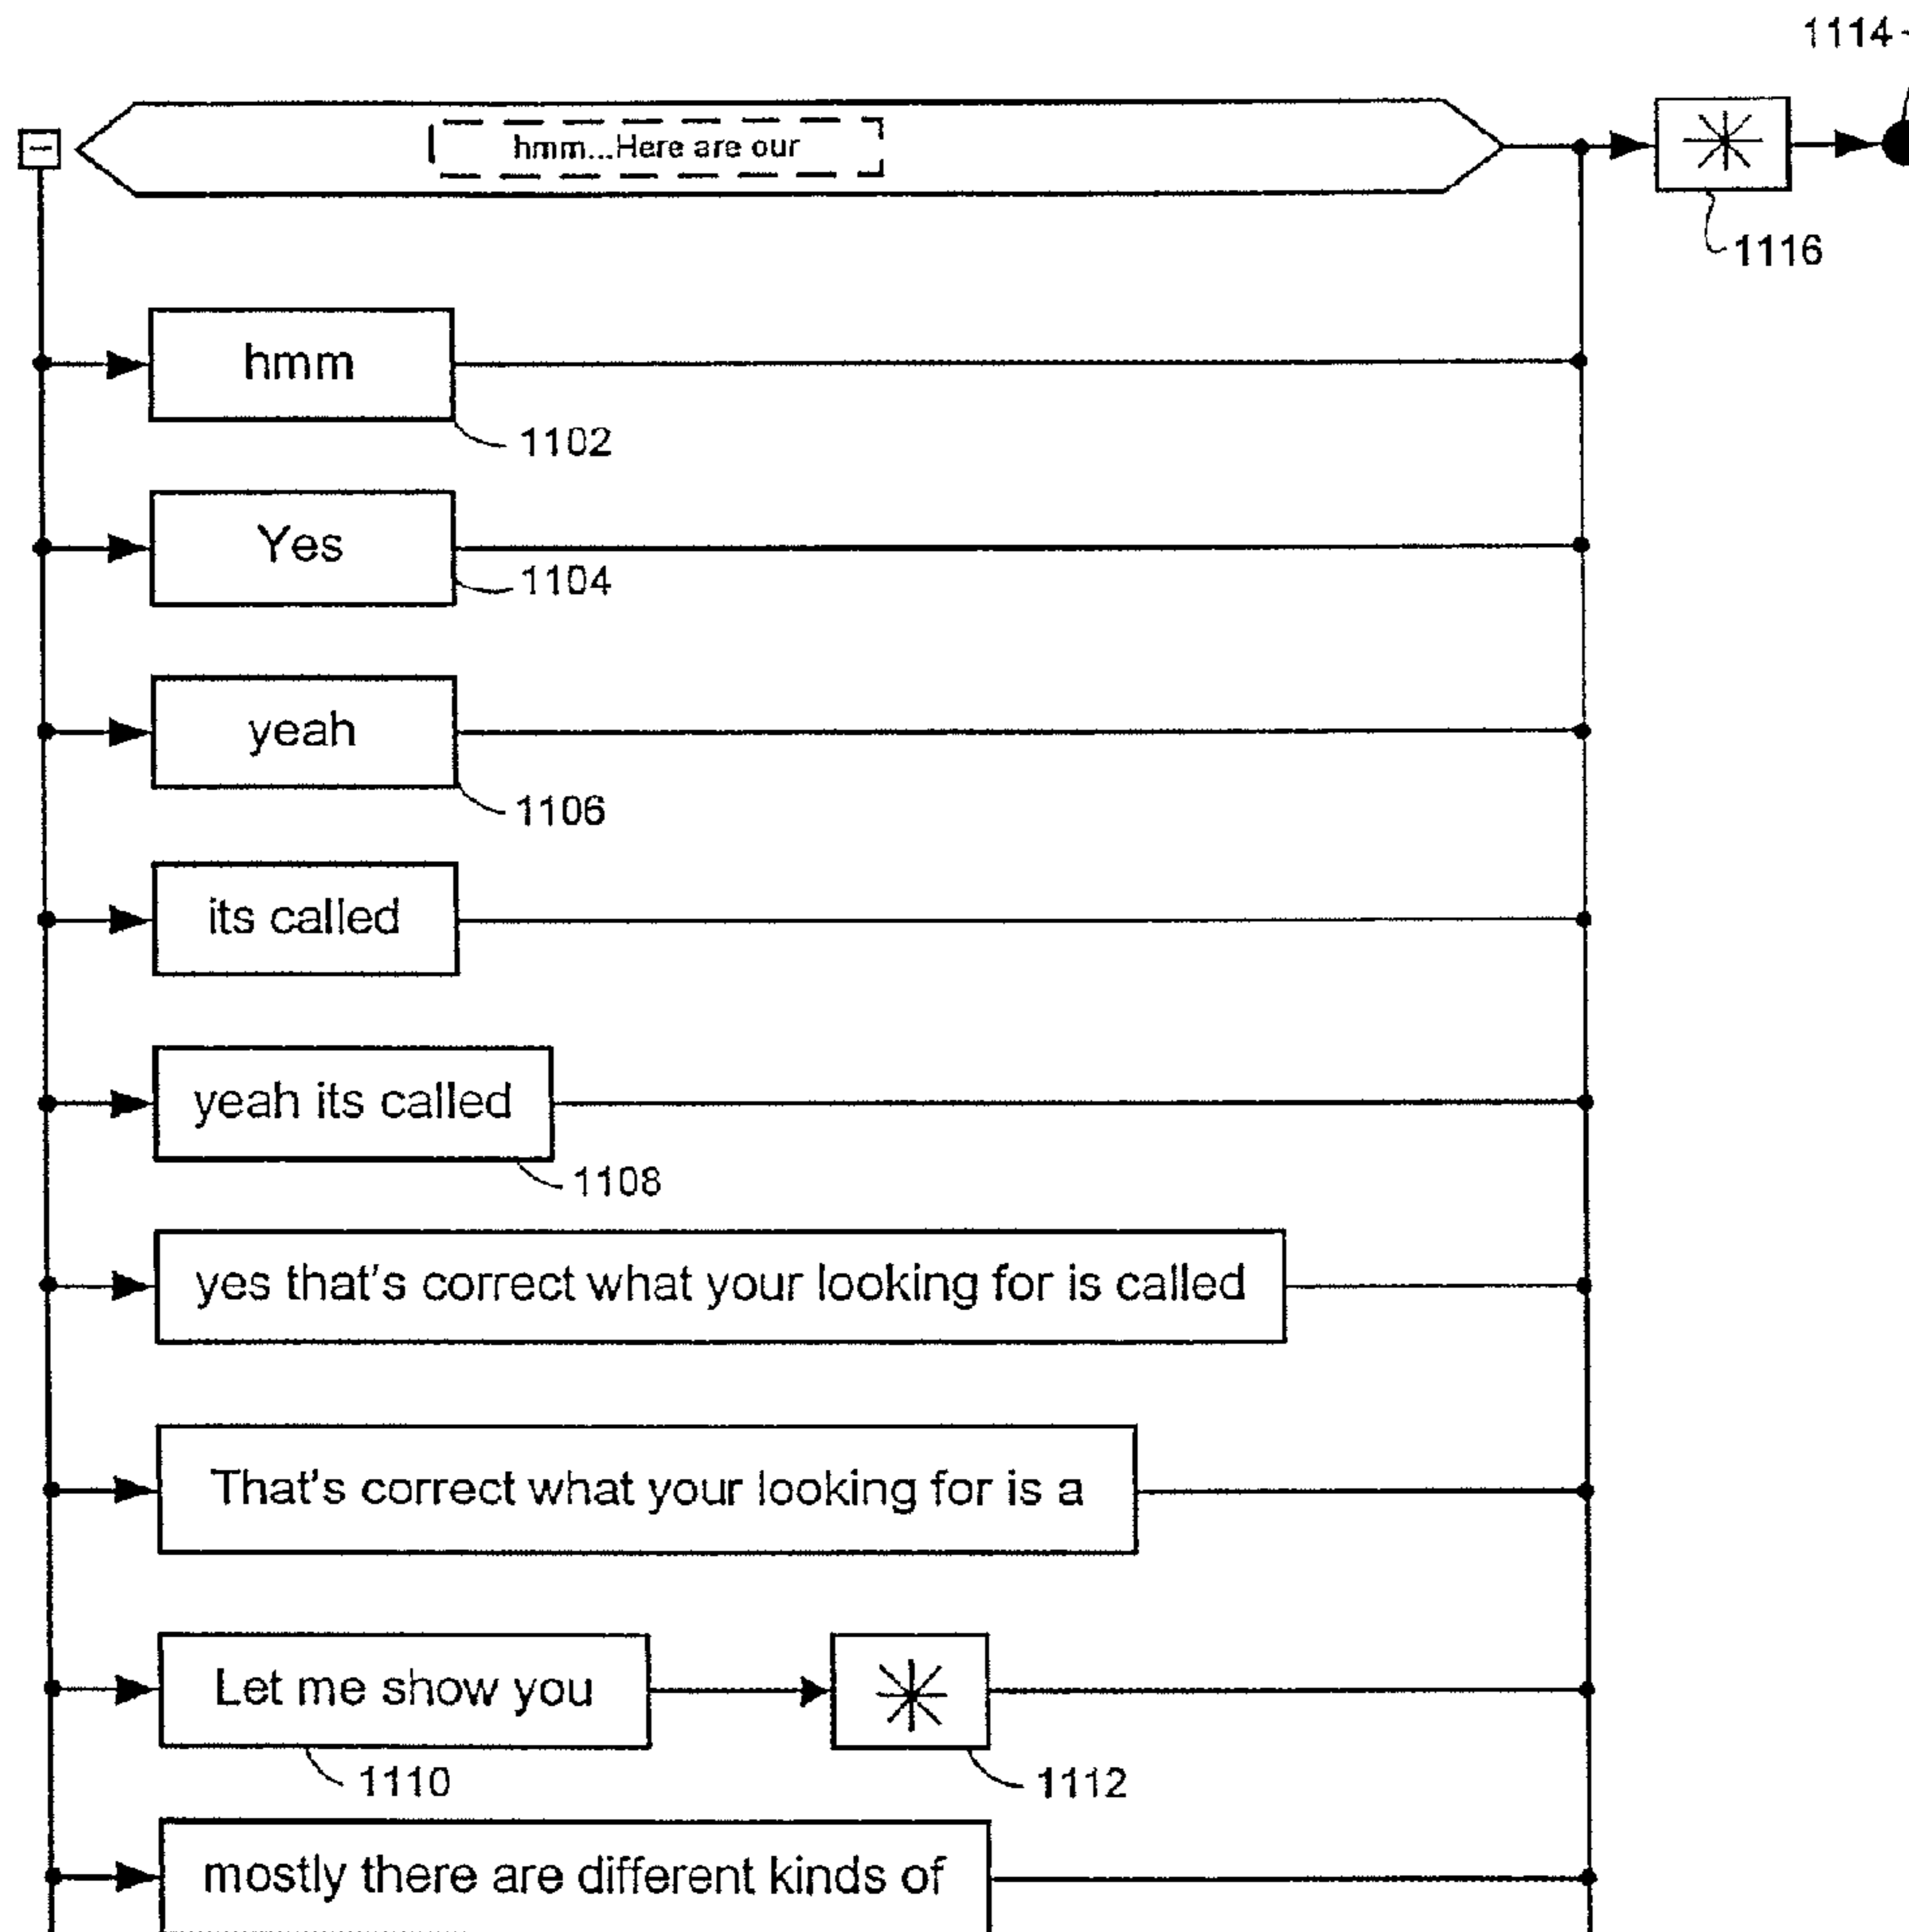 1114
hmm...Here are our
1116
hmm
1102
Yes
1104
yeah
1106
its called
yeah its called
1108
yes that's correct what your looking for is called
That's correct what your looking for is a
Let me show you
1110
1112
mostly there are different kinds of